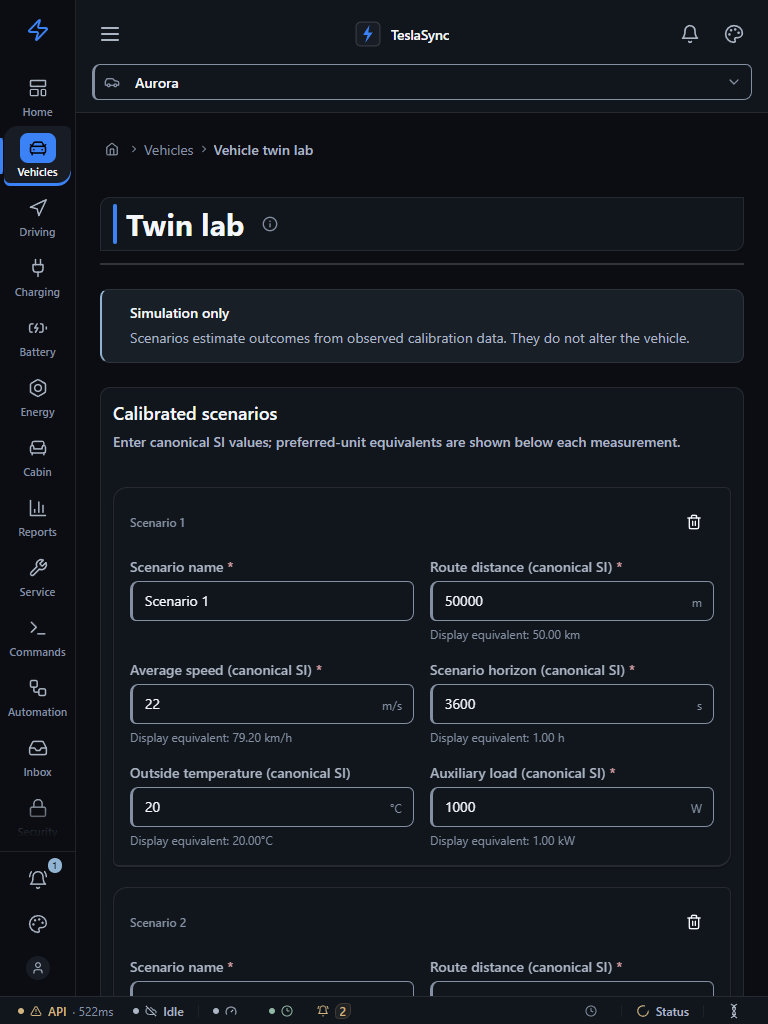 TeslaSync
Aurora
Home
Vehicles
Driving
Charging
Battery
Energy
Cabin
Reports
Service
Commands
Automation
Inbox
Security
1
Vehicles
Vehicle twin lab
Twin lab
Simulation only
Scenarios estimate outcomes from observed calibration data. They do not alter the vehicle.
Calibrated scenarios
Enter canonical SI values; preferred-unit equivalents are shown below each measurement.
Scenario 1
Scenario name *
Scenario 1
Route distance (canonical SI) *
50000 m
Display equivalent: 50.00 km
Average speed (canonical SI) *
22 m/s
Display equivalent: 79.20 km/h
Scenario horizon (canonical SI) *
3600 s
Display equivalent: 1.00 h
Outside temperature (canonical SI)
20 °C
Display equivalent: 20.00°C
Auxiliary load (canonical SI) *
1000 W
Display equivalent: 1.00 kW
Scenario 2
Scenario name *
Route distance (canonical SI) *
API · 522ms
Idle
2
Status